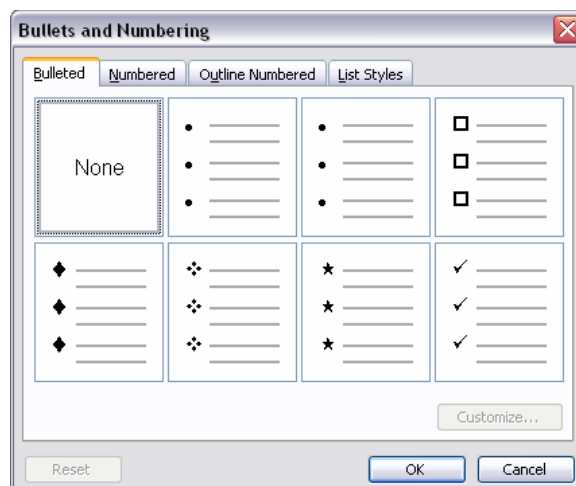 Bullets and Numbering
Bulleted Numbered Outline Numbered List Styles
None
Customize...
Reset OK Cancel